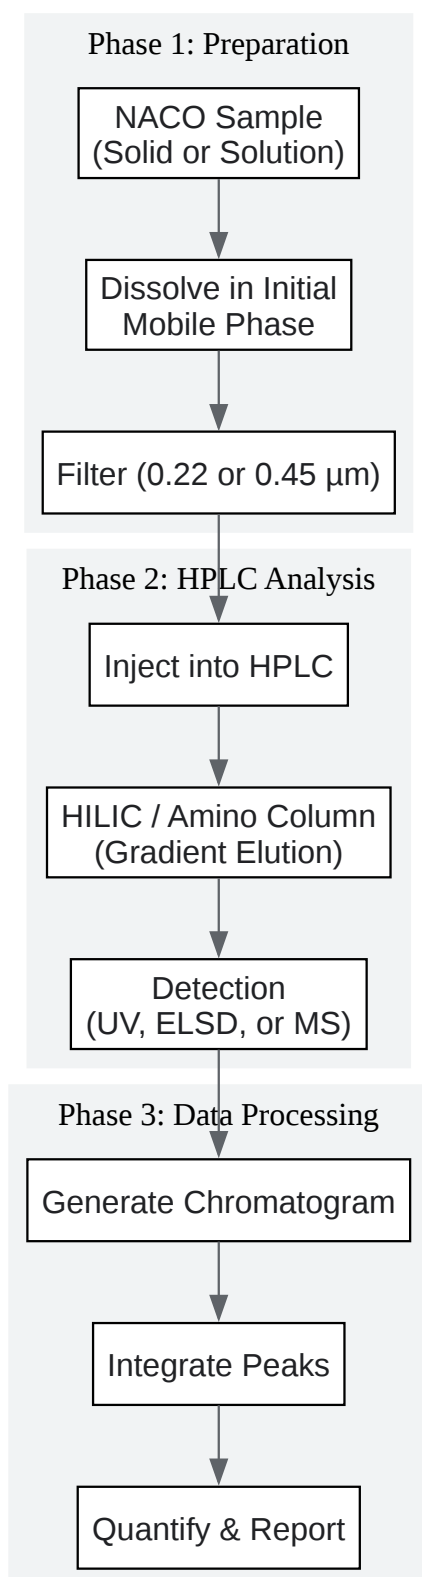 Phase 1: Preparation
NACO Sample
(Solid or Solution)
Dissolve in Initial
Mobile Phase
Filter (0.22 or 0.45 µm)
Phase 2: HPLC Analysis
Inject into HPLC
HILIC / Amino Column
(Gradient Elution)
Detection
(UV, ELSD, or MS)
Phase 3: Data Processing
Generate Chromatogram
Integrate Peaks
Quantify & Report